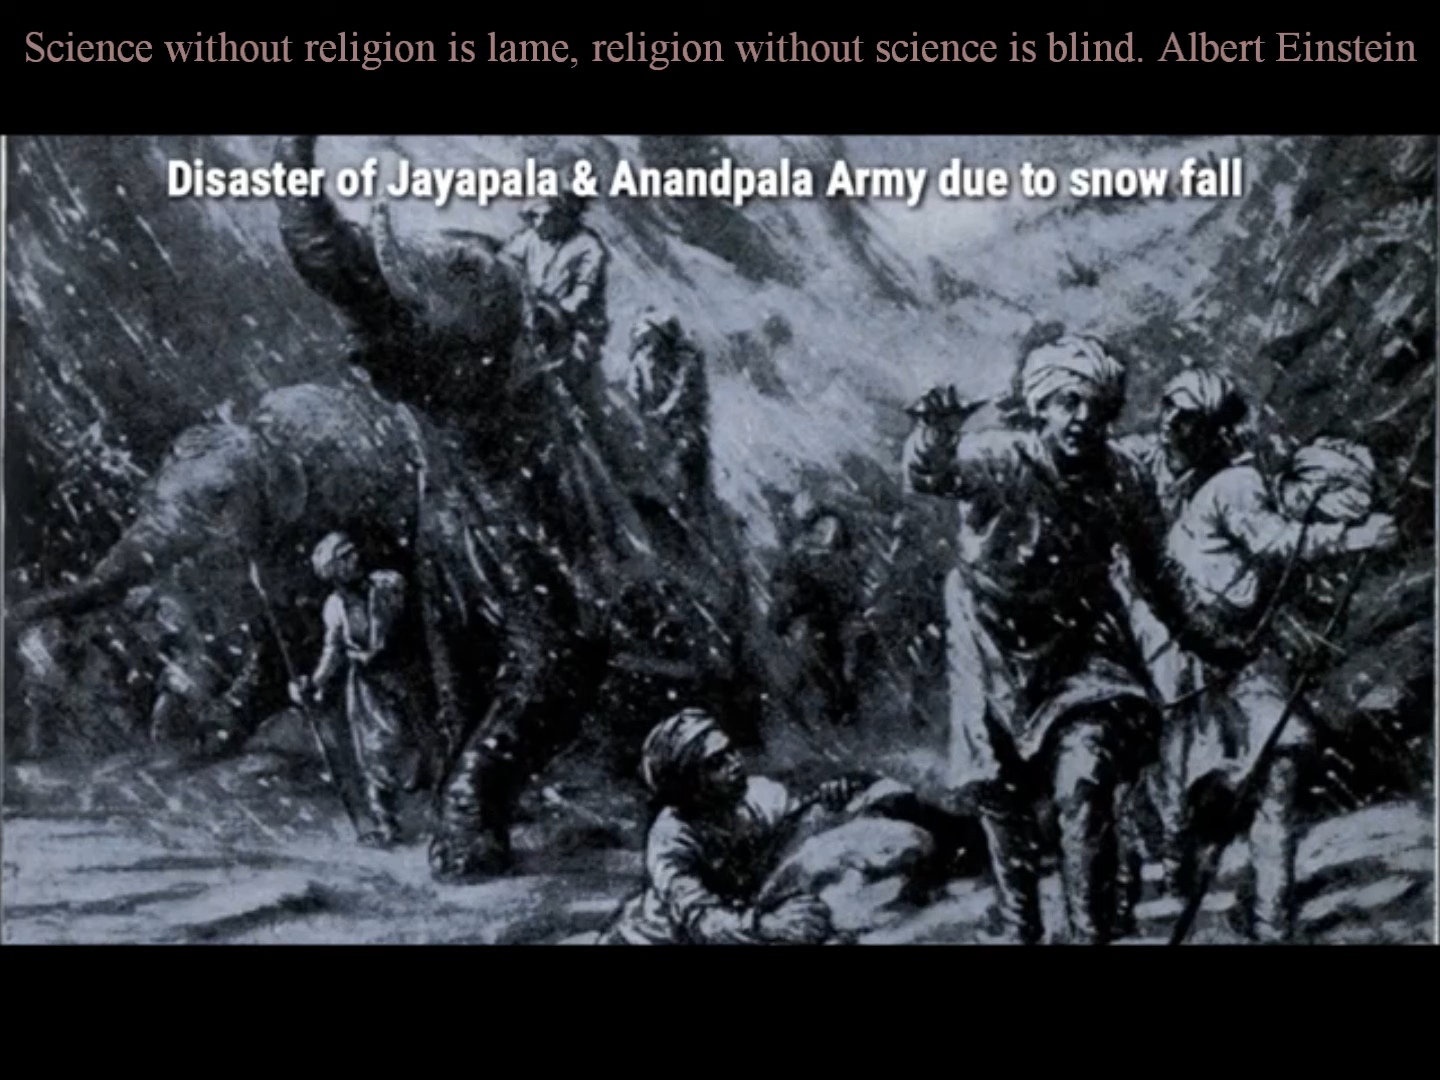 Science without religion is lame, religion without science is blind. Albert Einstein
Disaster of Jayapala & Anandpala Army due to snow fall